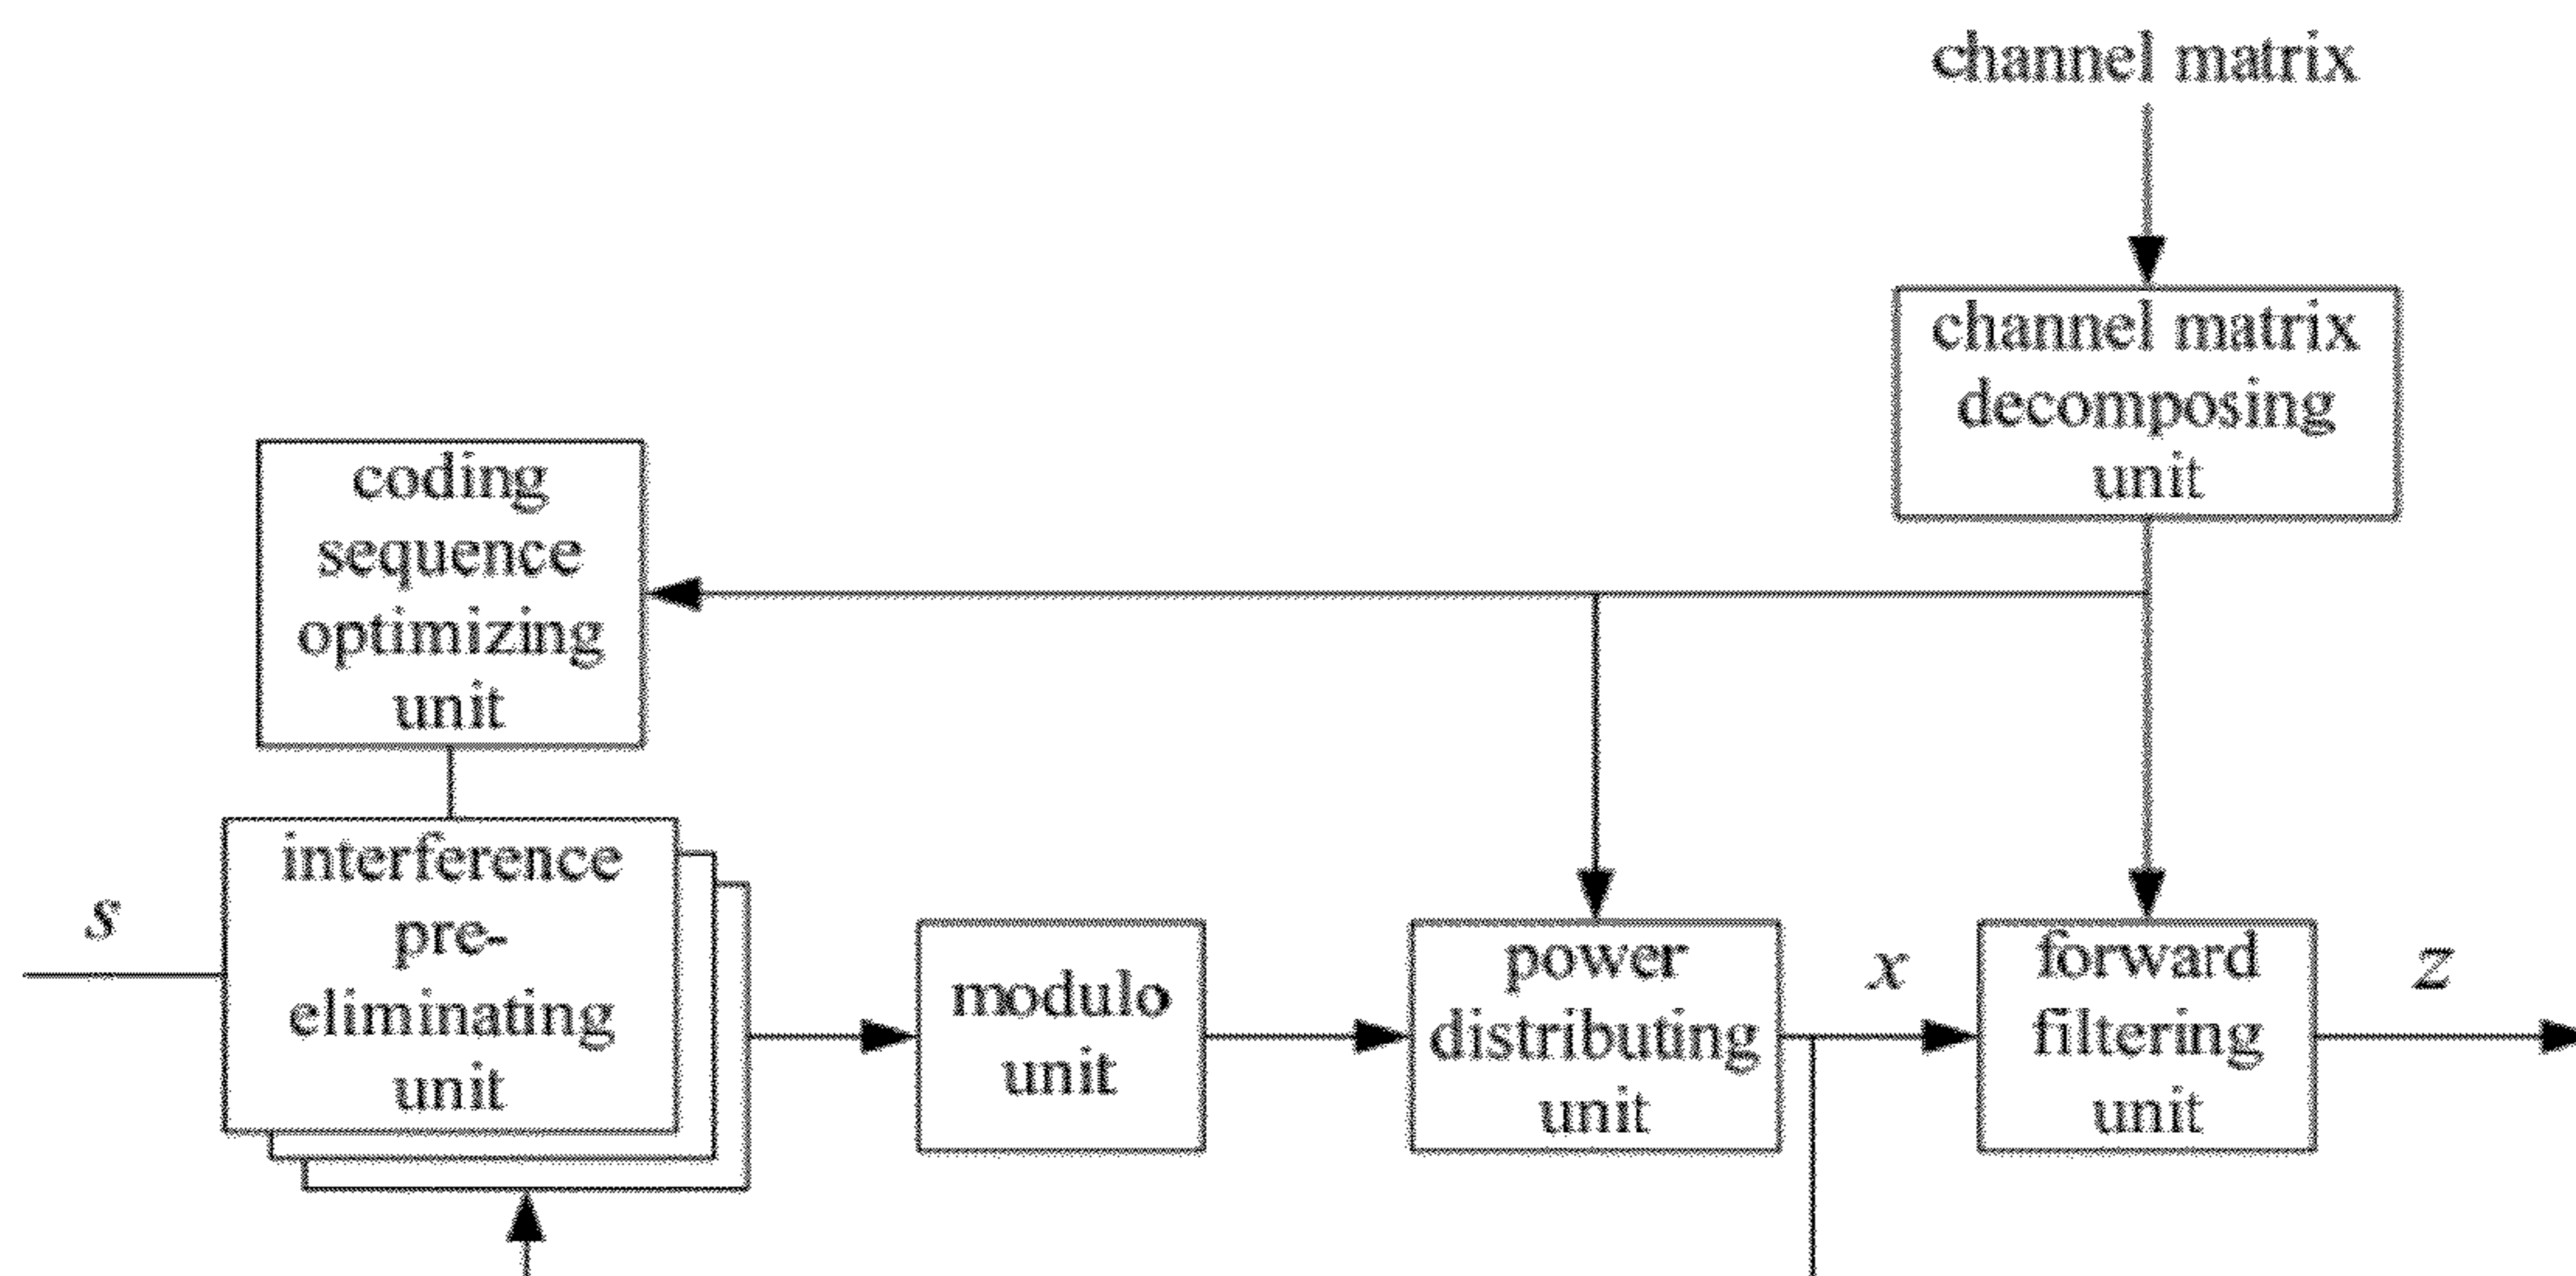 channel matrix
channel matrix
decomposing
unit
coding
sequence
optimizing
unit
s
interference
pre-
eliminating
unit
modulo
unit
power
distributing
unit
x
forward
filtering
unit
z